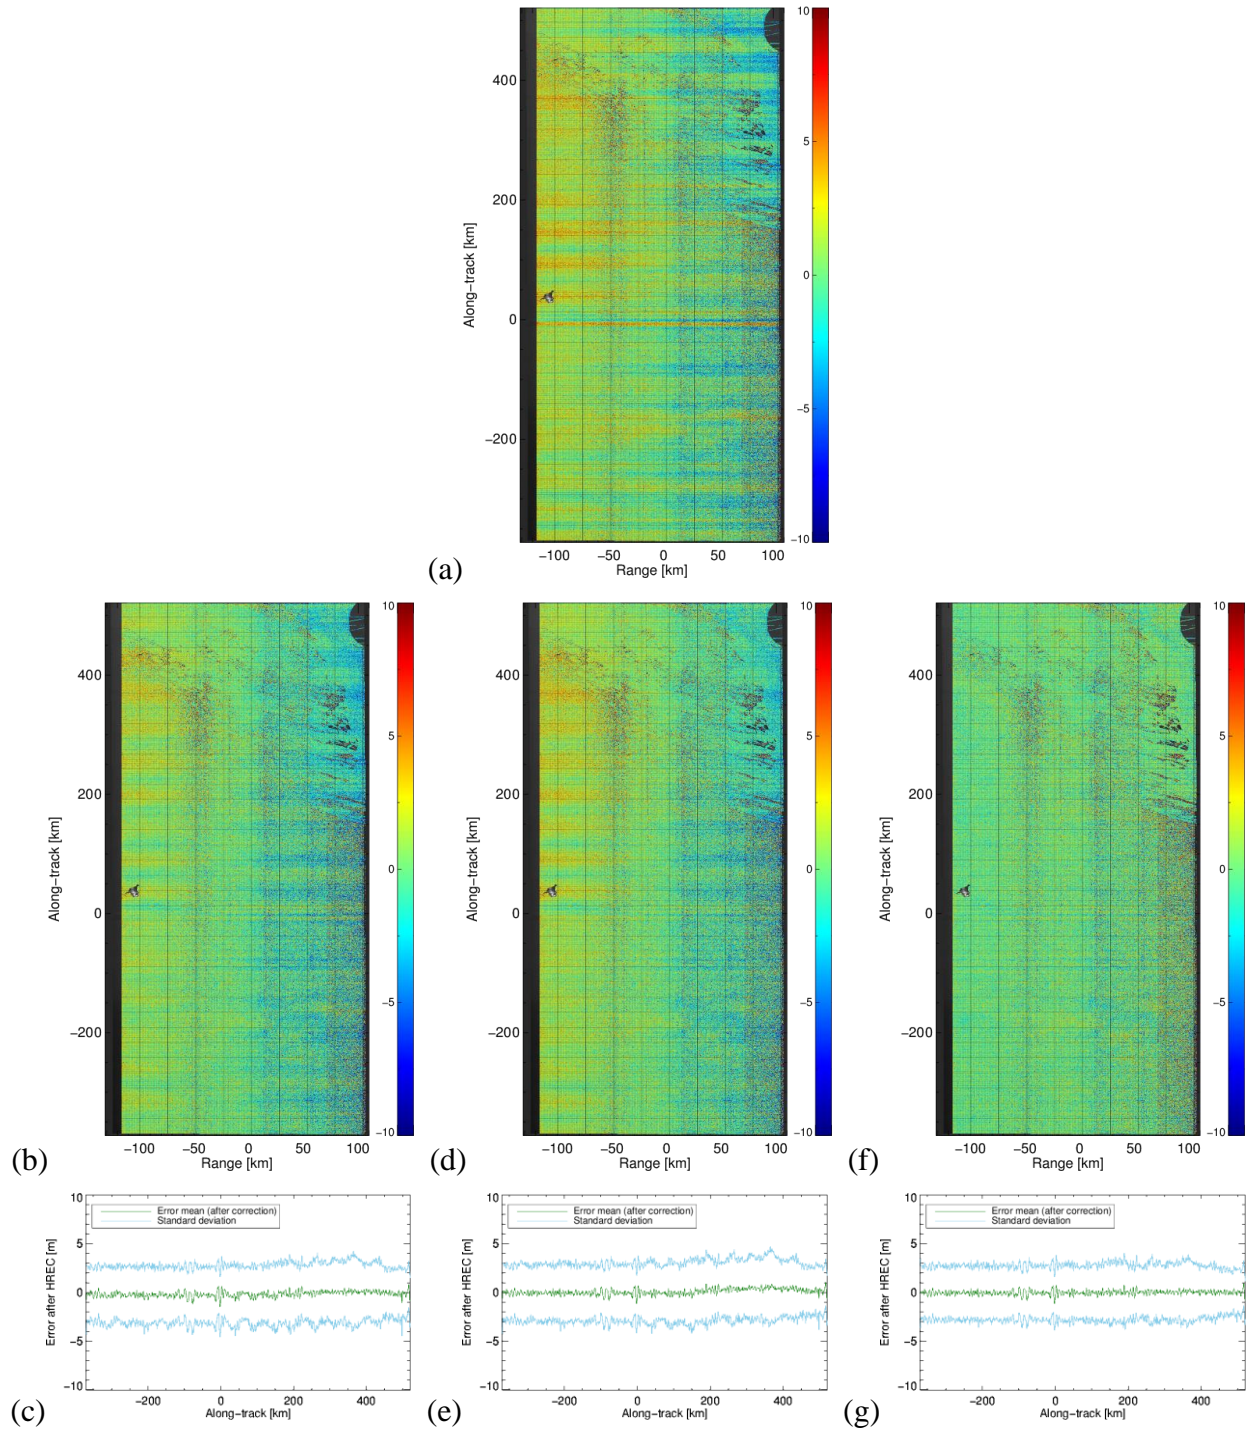 10
5
0
−5
−10
400
200
0
−200
Along−track [km]
−100 −50 0 50 100
Range [km]
(a)
10
5
0
−5
−10
400
200
0
−200
Along−track [km]
−100 −50 0 50 100
Range [km]
(b)
10
5
0
−5
−10
400
200
0
−200
Along−track [km]
−100 −50 0 50 100
Range [km]
(d)
10
5
0
−5
−10
400
200
0
−200
Along−track [km]
−100 −50 0 50 100
Range [km]
(f)
Error mean (after correction)
Standard deviation
10
5
0
−5
−10
Error after HREC [m]
−200 0 200 400
Along−track [km]
(c)
Error mean (after correction)
Standard deviation
10
5
0
−5
−10
Error after HREC [m]
−200 0 200 400
Along−track [km]
(e)
Error mean (after correction)
Standard deviation
10
5
0
−5
−10
Error after HREC [m]
−200 0 200 400
Along−track [km]
(g)